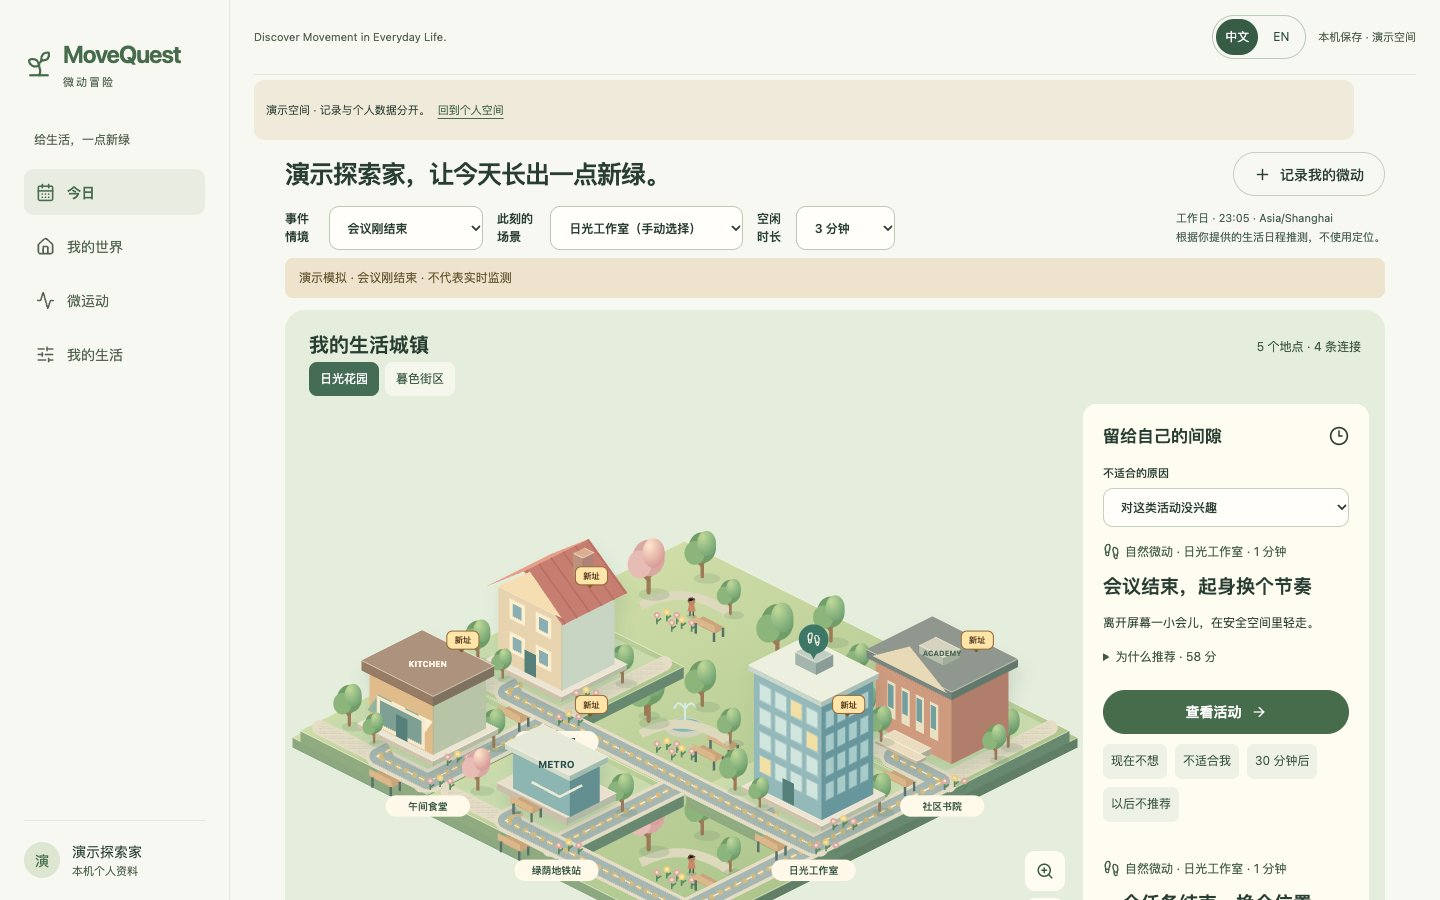 MoveQuest
微动冒险
给生活，一点新绿
今日
我的世界
微运动
我的生活
演
演示探索家
本机个人资料
Discover Movement in Everyday Life.
中文
EN
本机保存 · 演示空间
演示空间 · 记录与个人数据分开。 回到个人空间
演示探索家，让今天长出一点新绿。
记录我的微动
事件情境
会议刚结束
此刻的场景
日光工作室（手动选择）
空闲时长
3 分钟
工作日 · 23:05 · Asia/Shanghai
根据你提供的生活日程推测，不使用定位。
演示模拟 · 会议刚结束 · 不代表实时监测
我的生活城镇
5 个地点 · 4 条连接
日光花园
暮色街区
新址
新址
KITCHEN
新址
ACADEMY
新址
新址
METRO
午间食堂
社区书院
绿荫地铁站
日光工作室
留给自己的间隙
不适合的原因
对这类活动没兴趣
自然微动 · 日光工作室 · 1 分钟
会议结束，起身换个节奏
离开屏幕一小会儿，在安全空间里轻走。
为什么推荐 · 58 分
查看活动
现在不想
不适合我
30 分钟后
以后不推荐
自然微动 · 日光工作室 · 1 分钟